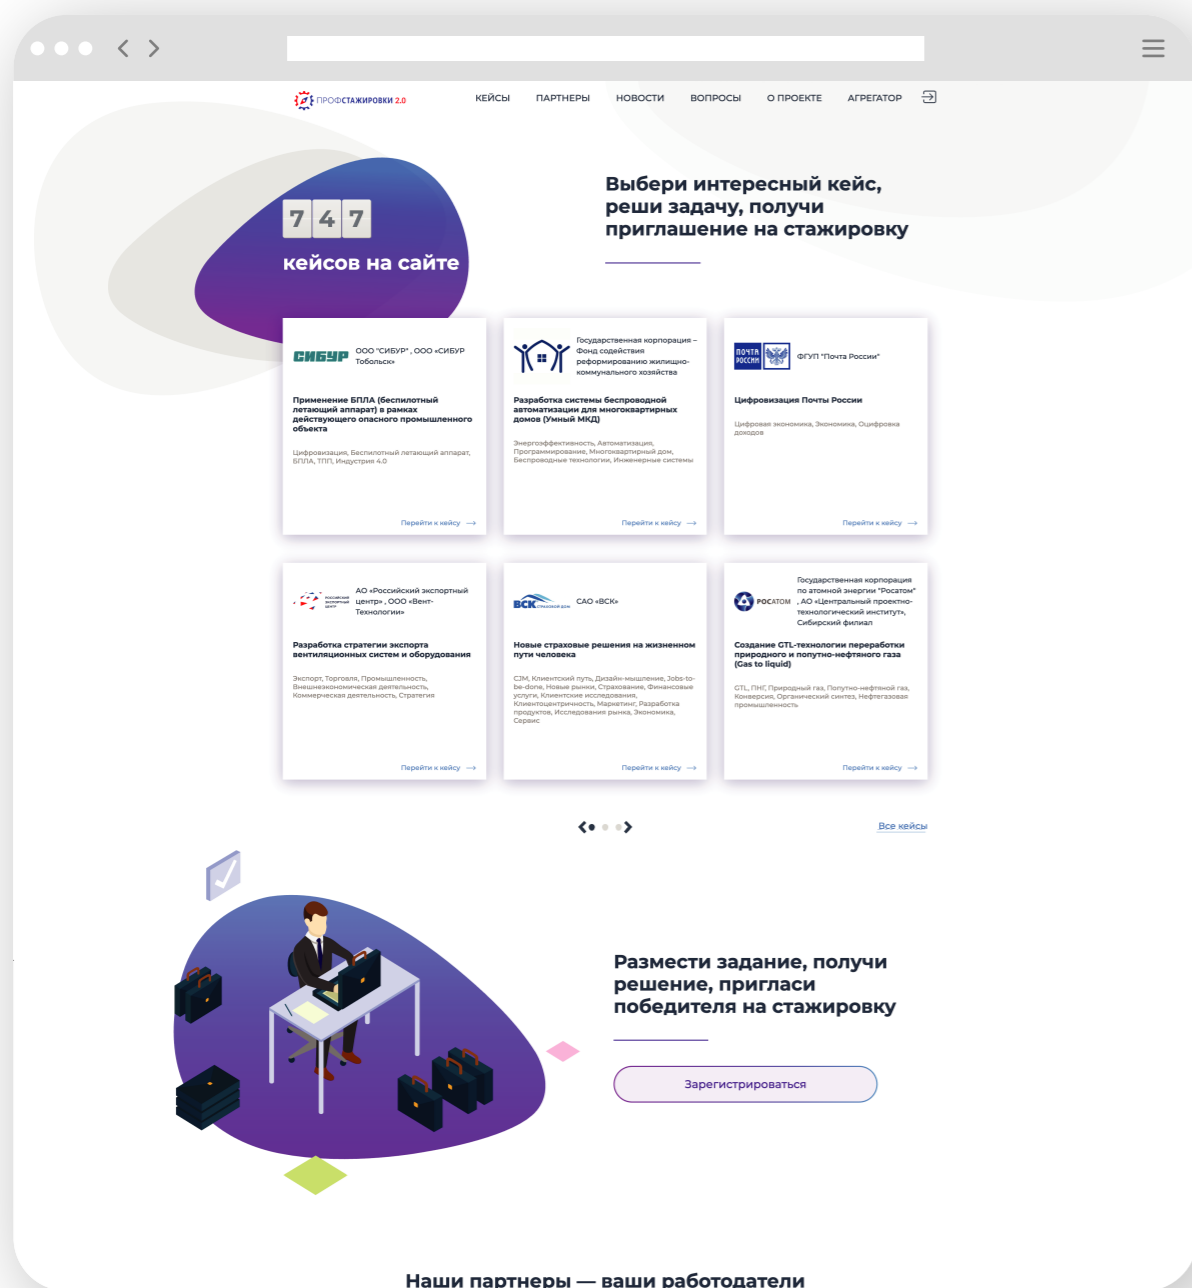 ПРОФСТАЖИРОВКИ 2.0
КЕЙСЫ
ПАРТНЕРЫ
НОВОСТИ
ВОПРОСЫ
О ПРОЕКТЕ
АГРЕГАТОР
747
кейсов на сайте
Выбери интересный кейс,
реши задачу, получи
приглашение на стажировку
СИБУР
ООО "СИБУР" , ООО «СИБУР
Тобольск»
Применение БПЛА (беспилотный
летающий аппарат) в рамках
действующего опасного промышленного
объекта
Цифровизация, Беспилотный летающий аппарат,
БПЛА, ТПП, Индустрия 4.0
Перейти к кейсу
Государственная корпорация –
Фонд содействия
реформированию жилищно-
коммунального хозяйства
Разработка системы беспроводной
автоматизации для многоквартирных
домов (Умный МКД)
Энергоэффективность, Автоматизация,
Программирование, Многоквартирный дом,
Беспроводные технологии, Инженерные системы
Перейти к кейсу
ПОЧТА
РОССИИ
ФГУП "Почта России"
Цифровизация Почты России
Цифровая экономика, Экономика, Оцифровка
доходов
Перейти к кейсу
РОССИЙСКИЙ
ЭКСПОРТНЫЙ
ЦЕНТР
АО «Российский экспортный
центр» , ООО «Вент-
Технологии»
Разработка стратегии экспорта
вентиляционных систем и оборудования
Экспорт, Торговля, Промышленность,
Внешнеэкономическая деятельность,
Коммерческая деятельность, Стратегия
Перейти к кейсу
ВСК СТРАХОВОЙ ДОМ
САО «ВСК»
Новые страховые решения на жизненном
пути человека
CJM, Клиентский путь, Дизайн-мышление, Jobs-to-
be-done, Новые рынки, Страхование, Финансовые
услуги, Клиентские исследования,
Клиентоцентричность, Маркетинг, Разработка
продуктов, Исследования рынка, Экономика,
Сервис
Перейти к кейсу
РОСАТОМ
Государственная корпорация
по атомной энергии "Росатом"
, АО «Центральный проектно-
технологический институт»,
Сибирский филиал
Создание GTL-технологии переработки
природного и попутно-нефтяного газа
(Gas to liquid)
GTL, ПНГ, Природный газ, Попутно-нефтяной газ,
Конверсия, Органический синтез, Нефтегазовая
промышленность
Перейти к кейсу
Все кейсы
Размести задание, получи
решение, пригласи
победителя на стажировку
Зарегистрироваться
Наши партнеры — ваши работодатели